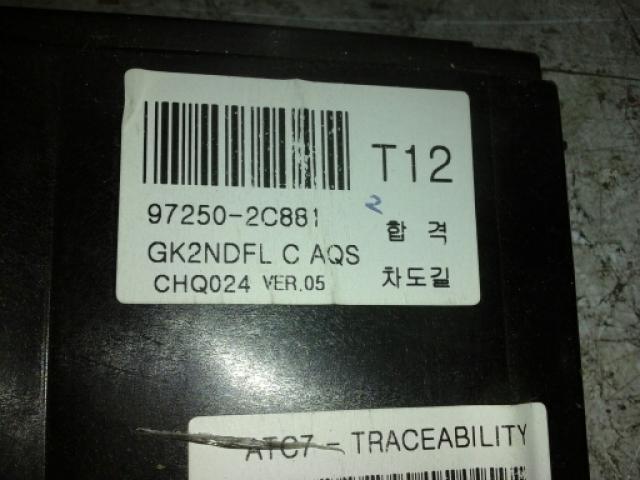 T12
97250-2C881
2
합 격
GK2NDFL C AQS
CHQ024 VER.05
차도길
ATC7 - TRACEABILITY